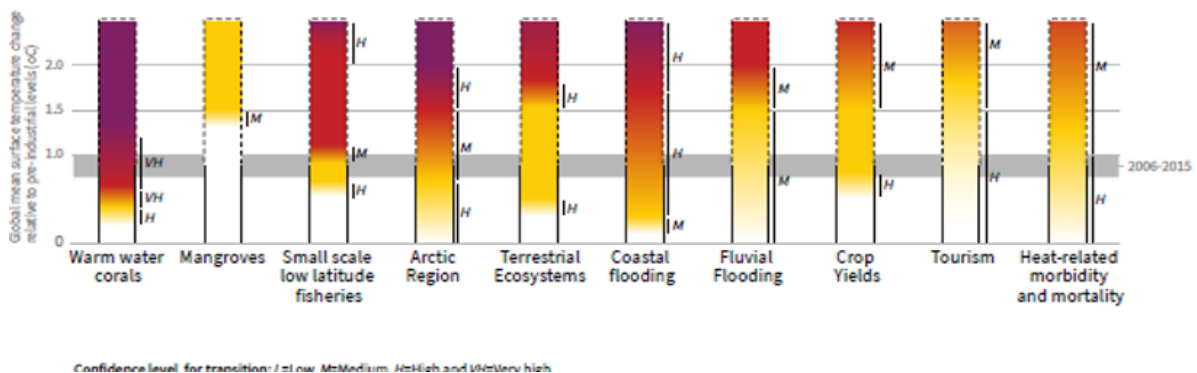 Global mean surface temperature change
relative to pre-industrial levels (oC)
2.0
1.5
1.0
0
VH
VH
H
M
H
M
H
H
M
H
H
H
H
H
M
M
M
M
H
M
H
M
H
2006-2015
Warm water
corals
Mangroves
Small scale
low latitude
fisheries
Arctic
Region
Terrestrial
Ecosystems
Coastal
flooding
Fluvial
Flooding
Crop
Yields
Tourism
Heat-related
morbidity
and mortality
Confidence level for transition: L=Low, M=Medium, H=High and VH=Very high